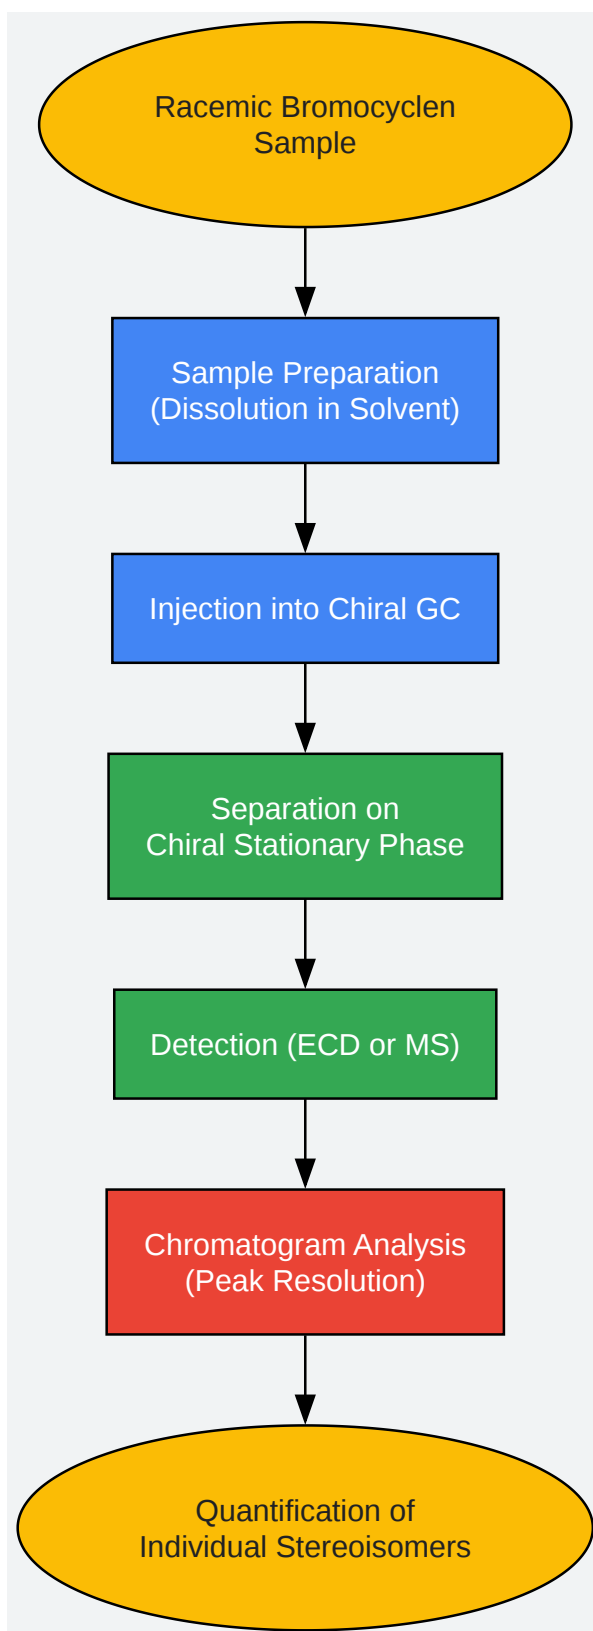 Racemic Bromocyclen
Sample
Sample Preparation
(Dissolution in Solvent)
Injection into Chiral GC
Separation on
Chiral Stationary Phase
Detection (ECD or MS)
Chromatogram Analysis
(Peak Resolution)
Quantification of
Individual Stereoisomers